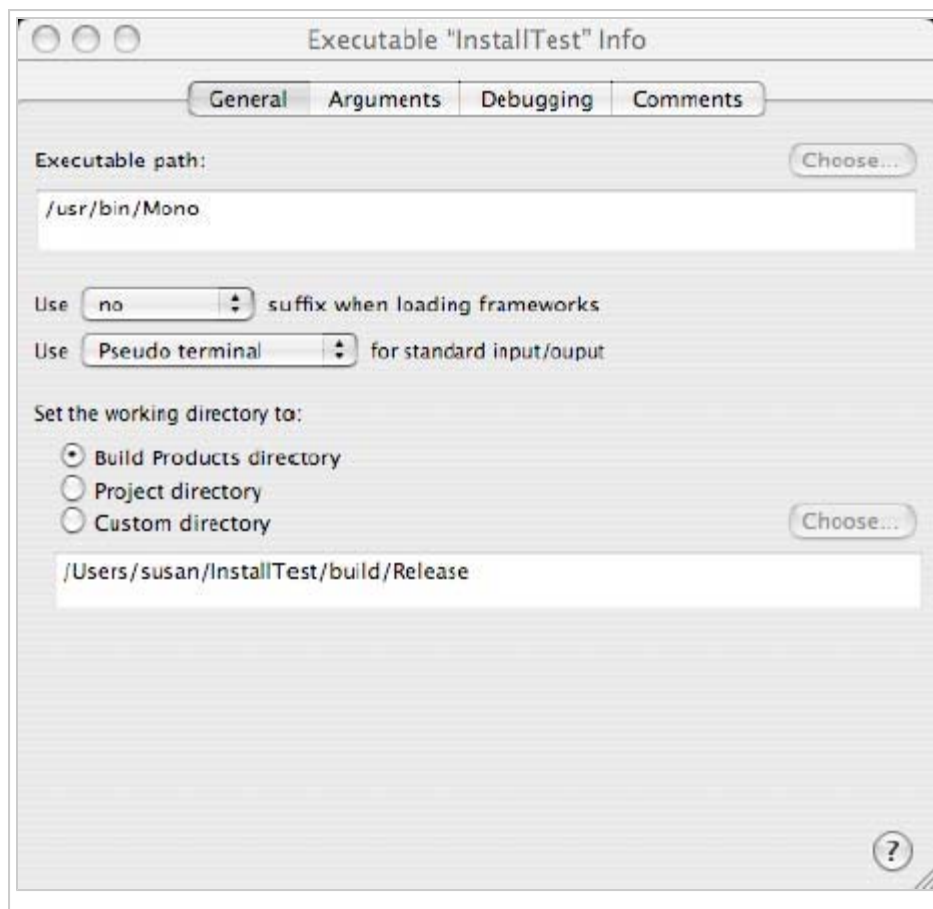 Executable "InstallTest" Info
General Arguments Debugging Comments
Executable path: Choose...
/usr/bin/Mono
Use no suffix when loading frameworks
Use Pseudo terminal for standard input/ouput
Set the working directory to:
Build Products directory
Project directory
Custom directory Choose...
/Users/susan/InstallTest/build/Release
?